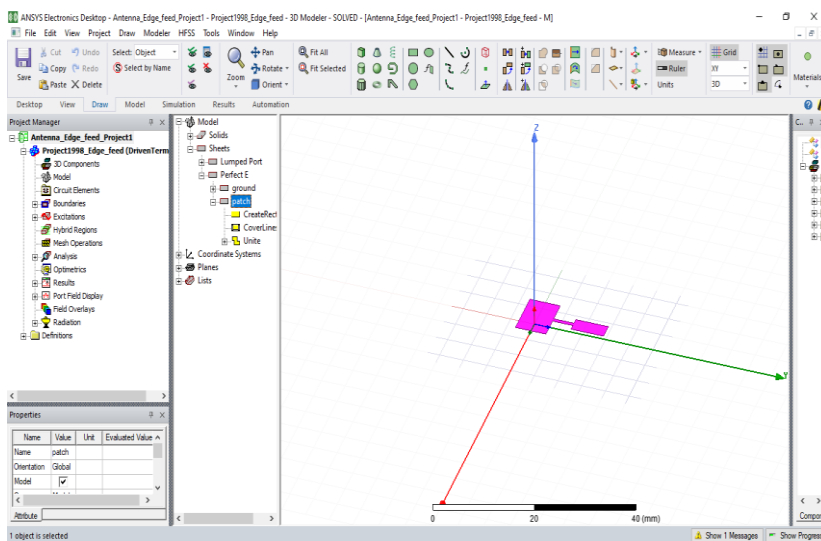 ANSYS Electronics Desktop - Antenna_Edge_feed_Project1 - Project1998_Edge_feed - 3D Modeler - SOLVED - [Antenna_Edge_feed_Project1 - Project1998_Edge_feed - M]
File Edit View Project Draw Modeler HFSS Tools Window Help
Save
Cut Undo
Copy Redo
Paste Delete
Select: Object
Select by Name
Zoom
Pan
Rotate
Orient
Fit All
Fit Selected
Measure
Ruler
Units
Grid
XY
3D
Materials
Desktop View Draw Model Simulation Results Automation
Project Manager
Antenna_Edge_feed_Project1
Project1998_Edge_feed (DrivenTerm
3D Components
Model
Circuit Elements
Boundaries
Excitations
Hybrid Regions
Mesh Operations
Analysis
Optimetrics
Results
Port Field Display
Field Overlays
Radiation
Definitions
Properties
Name Value Unit Evaluated Value
Name patch
Orientation Global
Model
Attribute
Model
Solids
Sheets
Lumped Port
Perfect E
ground
patch
CreateRect
CoverLine
Unite
Coordinate Systems
Planes
Lists
Z
Y
0 20 40 (mm)
C..
Compor
1 object is selected
Show 1 Messages Show Progress